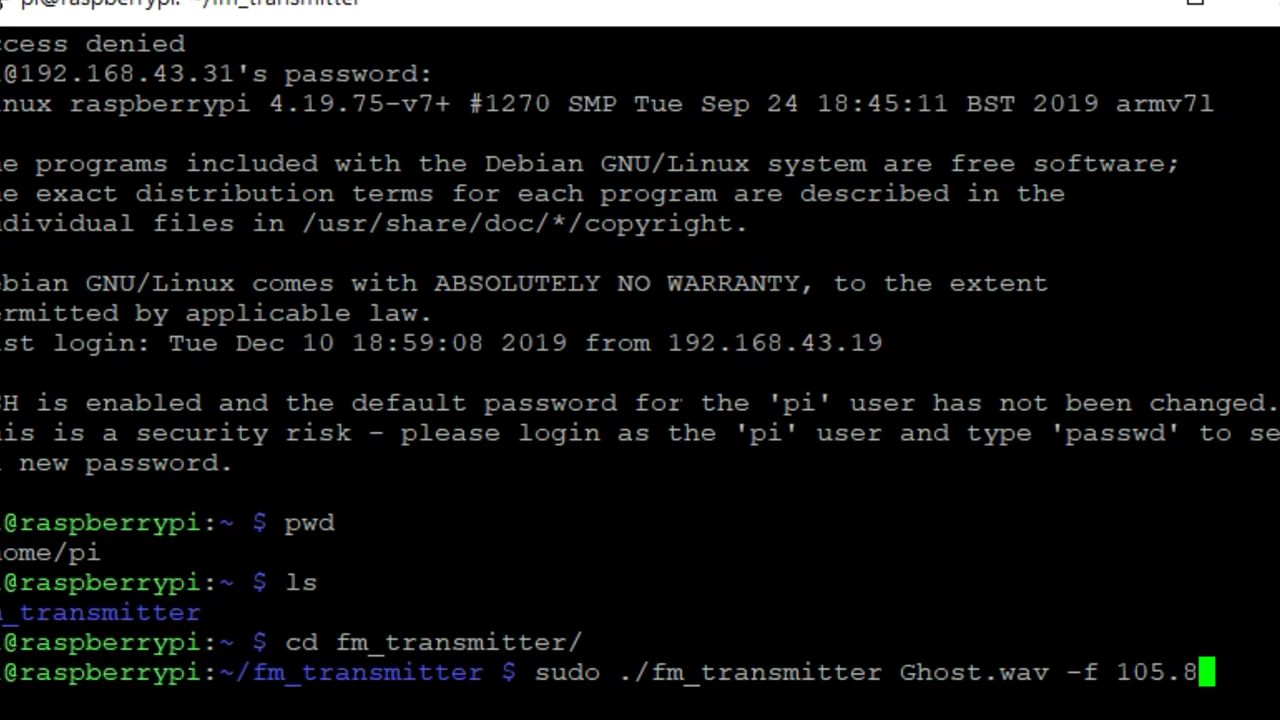 pi@raspberrypi: ~/fm_transmitter
ccess denied
@192.168.43.31's password:
nux raspberrypi 4.19.75-v7+ #1270 SMP Tue Sep 24 18:45:11 BST 2019 armv7l
e programs included with the Debian GNU/Linux system are free software;
e exact distribution terms for each program are described in the
dividual files in /usr/share/doc/*/copyright.
ebian GNU/Linux comes with ABSOLUTELY NO WARRANTY, to the extent
ermitted by applicable law.
st login: Tue Dec 10 18:59:08 2019 from 192.168.43.19
SH is enabled and the default password for the 'pi' user has not been changed.
his is a security risk - please login as the 'pi' user and type 'passwd' to se
new password.
@raspberrypi:~ $ pwd
home/pi
@raspberrypi:~ $ ls
_transmitter
@raspberrypi:~ $ cd fm_transmitter/
@raspberrypi:~/fm_transmitter $ sudo ./fm_transmitter Ghost.wav -f 105.8